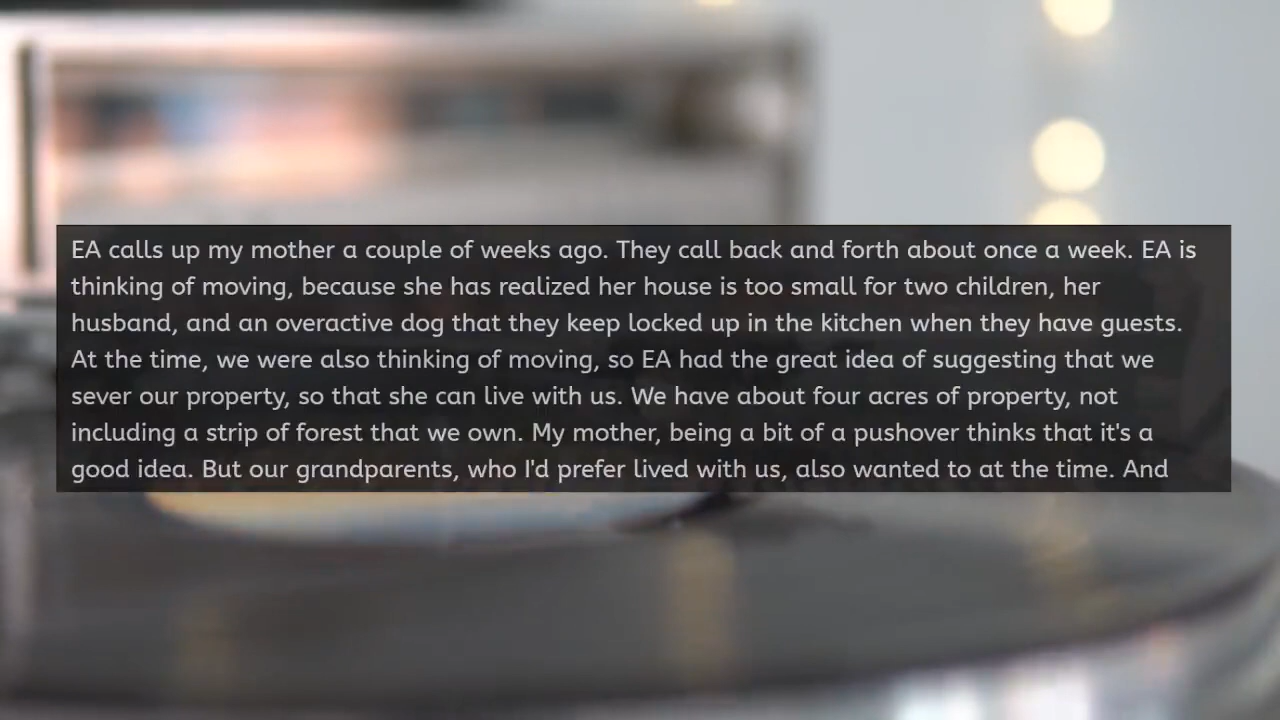 EA calls up my mother a couple of weeks ago. They call back and forth about once a week. EA is
thinking of moving, because she has realized her house is too small for two children, her
husband, and an overactive dog that they keep locked up in the kitchen when they have guests.
At the time, we were also thinking of moving, so EA had the great idea of suggesting that we
sever our property, so that she can live with us. We have about four acres of property, not
including a strip of forest that we own. My mother, being a bit of a pushover thinks that it's a
good idea. But our grandparents, who I'd prefer lived with us, also wanted to at the time. And